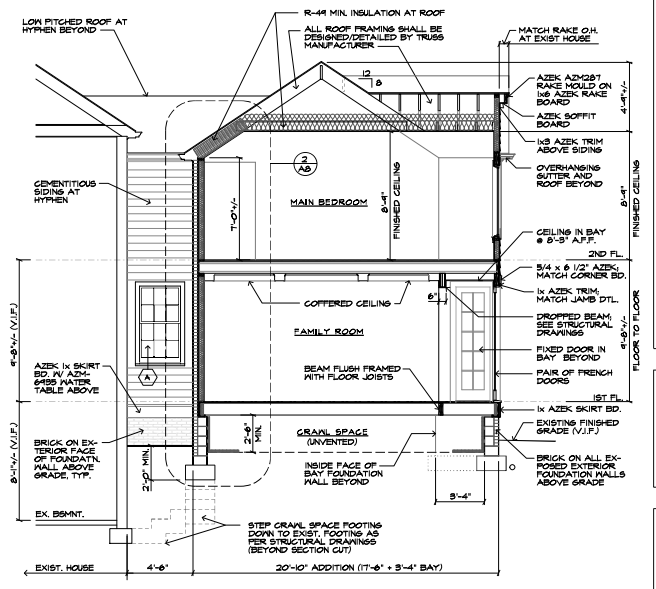 R-49 MIN. INSULATION AT ROOF
LOW PITCHED ROOF AT
HYPHEN BEYOND
ALL ROOF FRAMING SHALL BE
DESIGNED/DETAILED BY TRUSS
MANUFACTURER
MATCH RAKE O.H.
AT EXIST HOUSE
12
8
AZEK AZM287
RAKE MOULD ON
1x6 AZEK RAKE
BOARD
AZEK SOFFIT
BOARD
1x3 AZEK TRIM
ABOVE SIDING
OVERHANGING
GUTTER AND
ROOF BEYOND
4'-9"+/-
2
A8
CEMENTITIOUS
SIDING AT
HYPHEN
7'-0"+/-
MAIN BEDROOM
8'-9"
FINISHED CEILING
8'-9"
FINISHED CEILING
CEILING IN BAY
@ 8'-3" A.F.F.
2ND FL.
5/4 x 6 1/2" AZEK;
MATCH CORNER BD.
COFFERED CEILING
6"
1x AZEK TRIM;
MATCH JAMB DTL.
FAMILY ROOM
DROPPED BEAM;
SEE STRUCTURAL
DRAWINGS
FIXED DOOR IN
BAY BEYOND
PAIR OF FRENCH
DOORS
9'-8"+/-
FLOOR TO FLOOR
9'-8"+/- (V.I.F.)
A
AZEK 1x SKIRT
BD. W/ AZM-
6935 WATER
TABLE ABOVE
BEAM FLUSH FRAMED
WITH FLOOR JOISTS
1ST FL.
1x AZEK SKIRT BD.
EXISTING FINISHED
GRADE (V.I.F.)
2'-6"
MIN.
CRAWL SPACE
(UNVENTED)
BRICK ON EX-
TERIOR FACE
OF FOUNDATN.
WALL ABOVE
GRADE, TYP.
8'-1"+/- (V.I.F.)
2'-0" MIN.
INSIDE FACE OF
BAY FOUNDATION
WALL BEYOND
BRICK ON ALL EX-
POSED EXTERIOR
FOUNDATION WALLS
ABOVE GRADE
3'-4"
EX. BSMNT.
STEP CRAWL SPACE FOOTING
DOWN TO EXIST. FOOTING AS
PER STRUCTURAL DRAWINGS
(BEYOND SECTION CUT)
EXIST. HOUSE
4'-6"
20'-10" ADDITION (17'-6" + 3'-4" BAY)